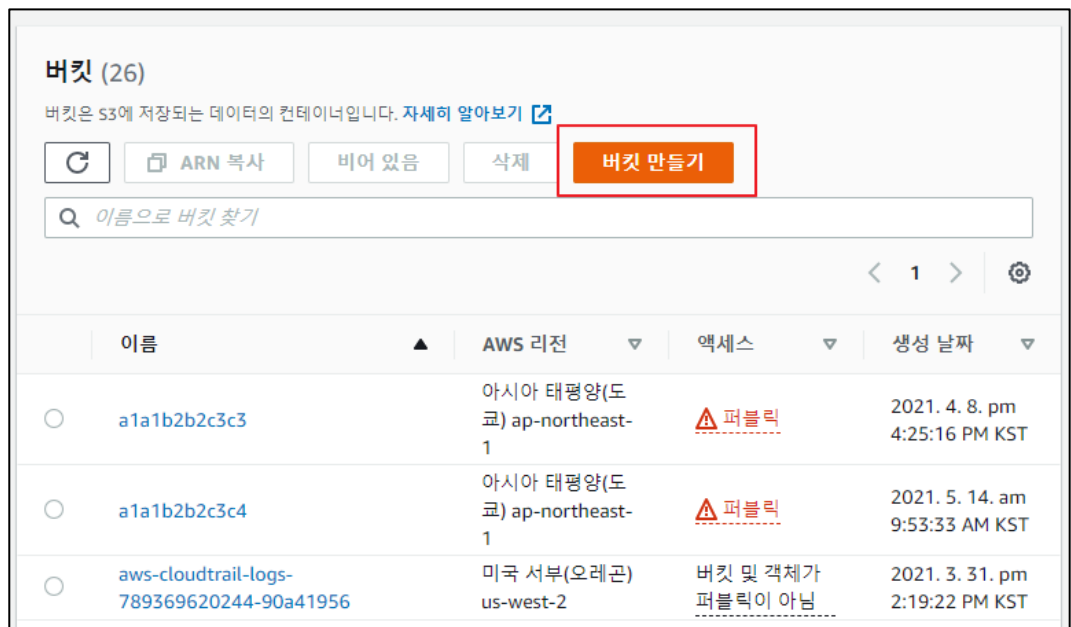 버킷 (26)
버킷은 S3에 저장되는 데이터의 컨테이너입니다. 자세히 알아보기
ARN 복사 비어 있음 삭제 버킷 만들기
이름으로 버킷 찾기
1
이름 AWS 리전 액세스 생성 날짜
a1a1b2b2c3c3
아시아 태평양(도
쿄) ap-northeast-
1
퍼블릭
2021. 4. 8. pm
4:25:16 PM KST
a1a1b2b2c3c4
아시아 태평양(도
쿄) ap-northeast-
1
퍼블릭
2021. 5. 14. am
9:53:33 AM KST
aws-cloudtrail-logs-
789369620244-90a41956
미국 서부(오레곤)
us-west-2
버킷 및 객체가
퍼블릭이 아님
2021. 3. 31. pm
2:19:22 PM KST